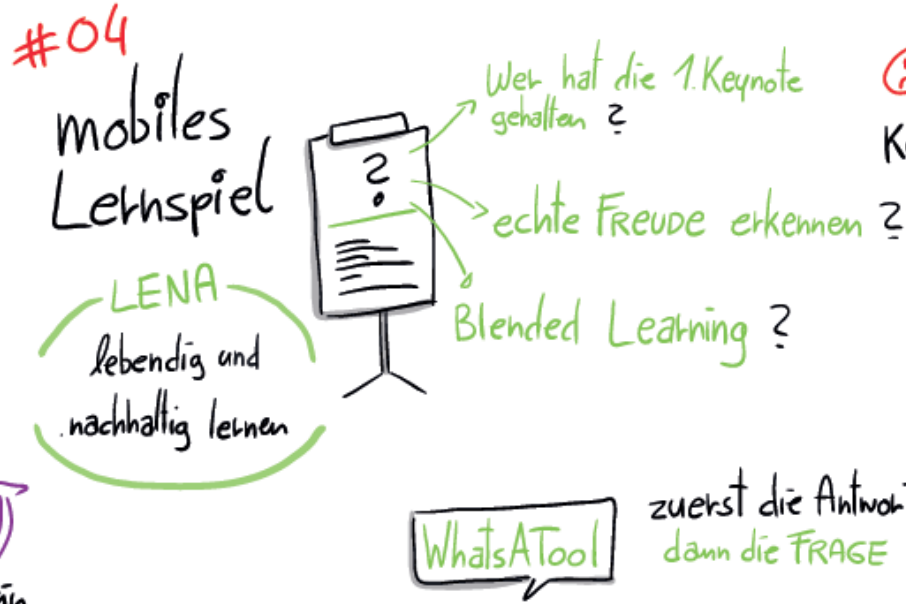 #04
mobiles
Lernspiel
LENA
lebendig und
nachhaltig lernen
?
Wer hat die 1. Keynote
gehalten ?
echte FREUDE erkennen ?
Blended Learning ?
WhatsATool
zuerst die
dann die FRAGE